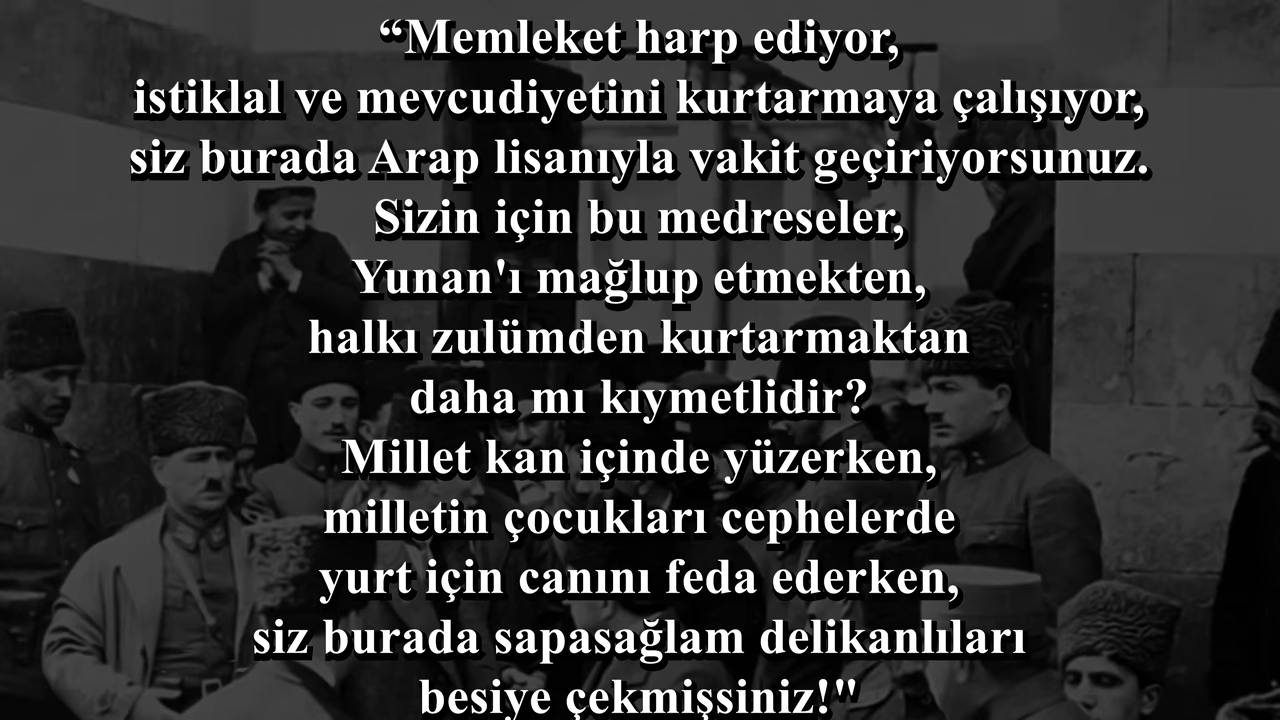 “Memleket harp ediyor,
istiklal ve mevcudiyetini kurtarmaya çalışıyor,
siz burada Arap lisanıyla vakit geçiriyorsunuz.
Sizin için bu medreseler,
Yunan'ı mağlup etmekten,
halkı zulümden kurtarmaktan
daha mı kıymetlidir?
Millet kan içinde yüzerken,
milletin çocukları cephelerde
yurt için canını feda ederken,
siz burada sapasağlam delikanlıları
besiye çekmişsiniz!"